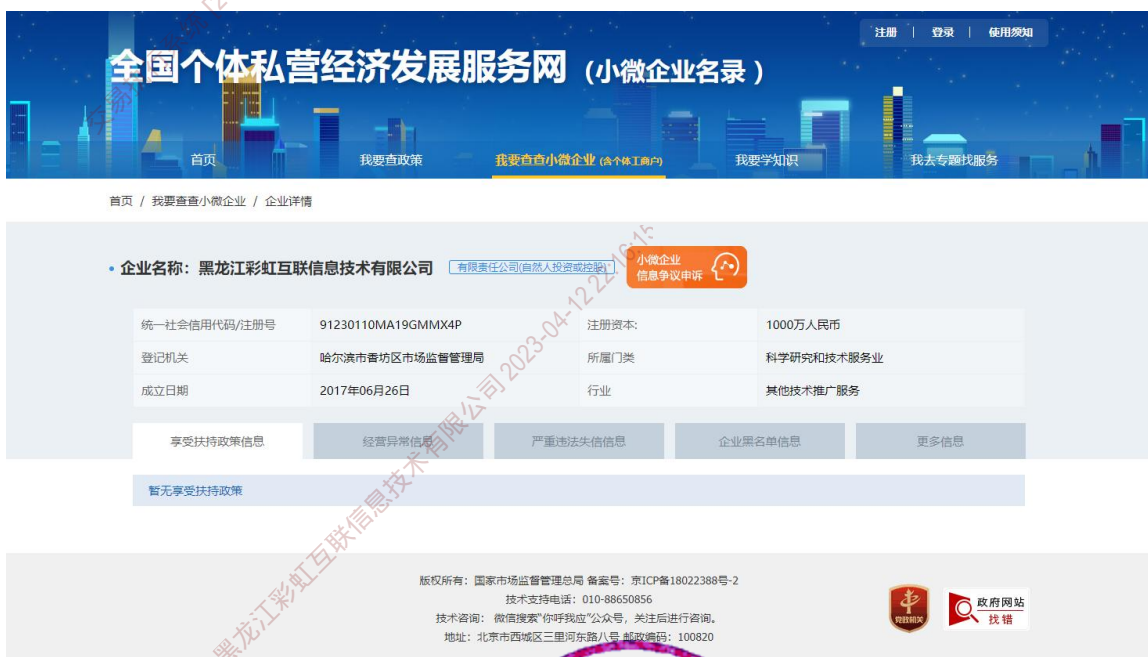 注册 | 登录 | 使用须知
全国个体私营经济发展服务网 (小微企业名录)
首页 我要查政策 我要查查小微企业 (含个体工商户) 我要学知识 我去专题找服务
首页 / 我要查查小微企业 / 企业详情
企业名称：黑龙江彩虹互联信息技术有限公司 有限责任公司(自然人投资或控股)
小微企业
信息争议申诉
统一社会信用代码/注册号 91230110MA19GMMX4P 注册资本: 1000万人民币
登记机关 哈尔滨市香坊区市场监督管理局 所属门类 科学研究和技术服务业
成立日期 2017年06月26日 行业 其他技术推广服务
享受扶持政策信息 经营异常信息 严重违法失信信息 企业黑名单信息 更多信息
暂无享受扶持政策
版权所有：国家市场监督管理总局 备案号：京ICP备18022388号-2
技术支持电话：010-88650856
技术咨询： 微信搜索"你呼我应"公众号，关注后进行咨询。
地址：北京市西城区三里河东路八号 邮政编码：100820
党政机关
政府网站
找错
黑龙江彩虹互联信息技术有限公司 2023-04-12 22:16:15